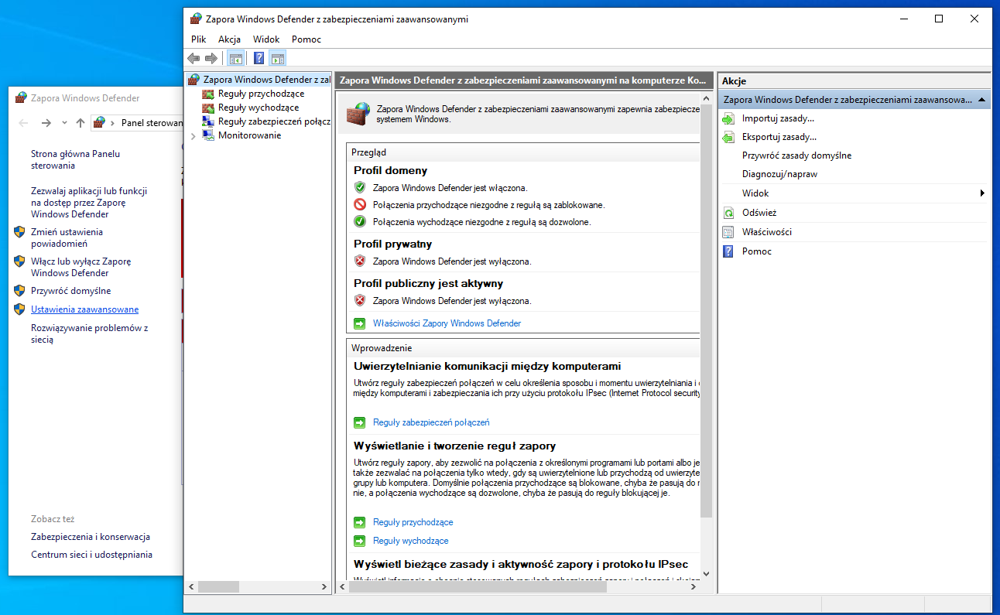 Zapora Windows Defender z zabezpieczeniami zaawansowanymi
Plik Akcja Widok Pomoc
Zapora Windows Defender
Panel sterowan
Strona główna Panelu
sterowania
Zezwalaj aplikacji lub funkcji
na dostęp przez Zaporę
Windows Defender
Zmień ustawienia
powiadomień
Włącz lub wyłącz Zaporę
Windows Defender
Przywróć domyślne
Ustawienia zaawansowane
Rozwiązywanie problemów z
siecią
Zobacz też
Zabezpieczenia i konserwacja
Centrum sieci i udostępniania
Zapora Windows Defender z zal
Reguły przychodzące
Reguły wychodzące
Reguły zabezpieczeń połącz
Monitorowanie
Zapora Windows Defender z zabezpieczeniami zaawansowanymi na komputerze Ko...
Zapora Windows Defender z zabezpieczeniami zaawansowanymi zapewnia zabezpiecze
systemem Windows.
Przegląd
Profil domeny
Zapora Windows Defender jest włączona.
Połączenia przychodzące niezgodne z regułą są zablokowane.
Połączenia wychodzące niezgodne z regułą są dozwolone.
Profil prywatny
Zapora Windows Defender jest wyłączona.
Profil publiczny jest aktywny
Zapora Windows Defender jest wyłączona.
Właściwości Zapory Windows Defender
Wprowadzenie
Uwierzytelnianie komunikacji między komputerami
Utwórz reguły zabezpieczeń połączeń w celu określenia sposobu i momentu uwierzytelniania i
między komputerami i zabezpieczania ich przy użyciu protokołu IPsec (Internet Protocol security
Reguły zabezpieczeń połączeń
Wyświetlanie i tworzenie reguł zapory
Utwórz reguły zapory, aby zezwolić na połączenia z określonymi programami lub portami albo je
także zezwalać na połączenia tylko wtedy, gdy są uwierzytelnione lub przychodzą od uwierzyte
grupy lub komputera. Domyślnie połączenia przychodzące są blokowane, chyba że pasują do r
nie, a połączenia wychodzące są dozwolone, chyba że pasują do reguły blokującej je.
Reguły przychodzące
Reguły wychodzące
Wyświetl bieżące zasady i aktywność zapory i protokołu IPsec
Akcje
Zapora Windows Defender z zabezpieczeniami zaawansowa...
Importuj zasady...
Eksportuj zasady...
Przywróć zasady domyślne
Diagnozuj/napraw
Widok
Odśwież
Właściwości
Pomoc